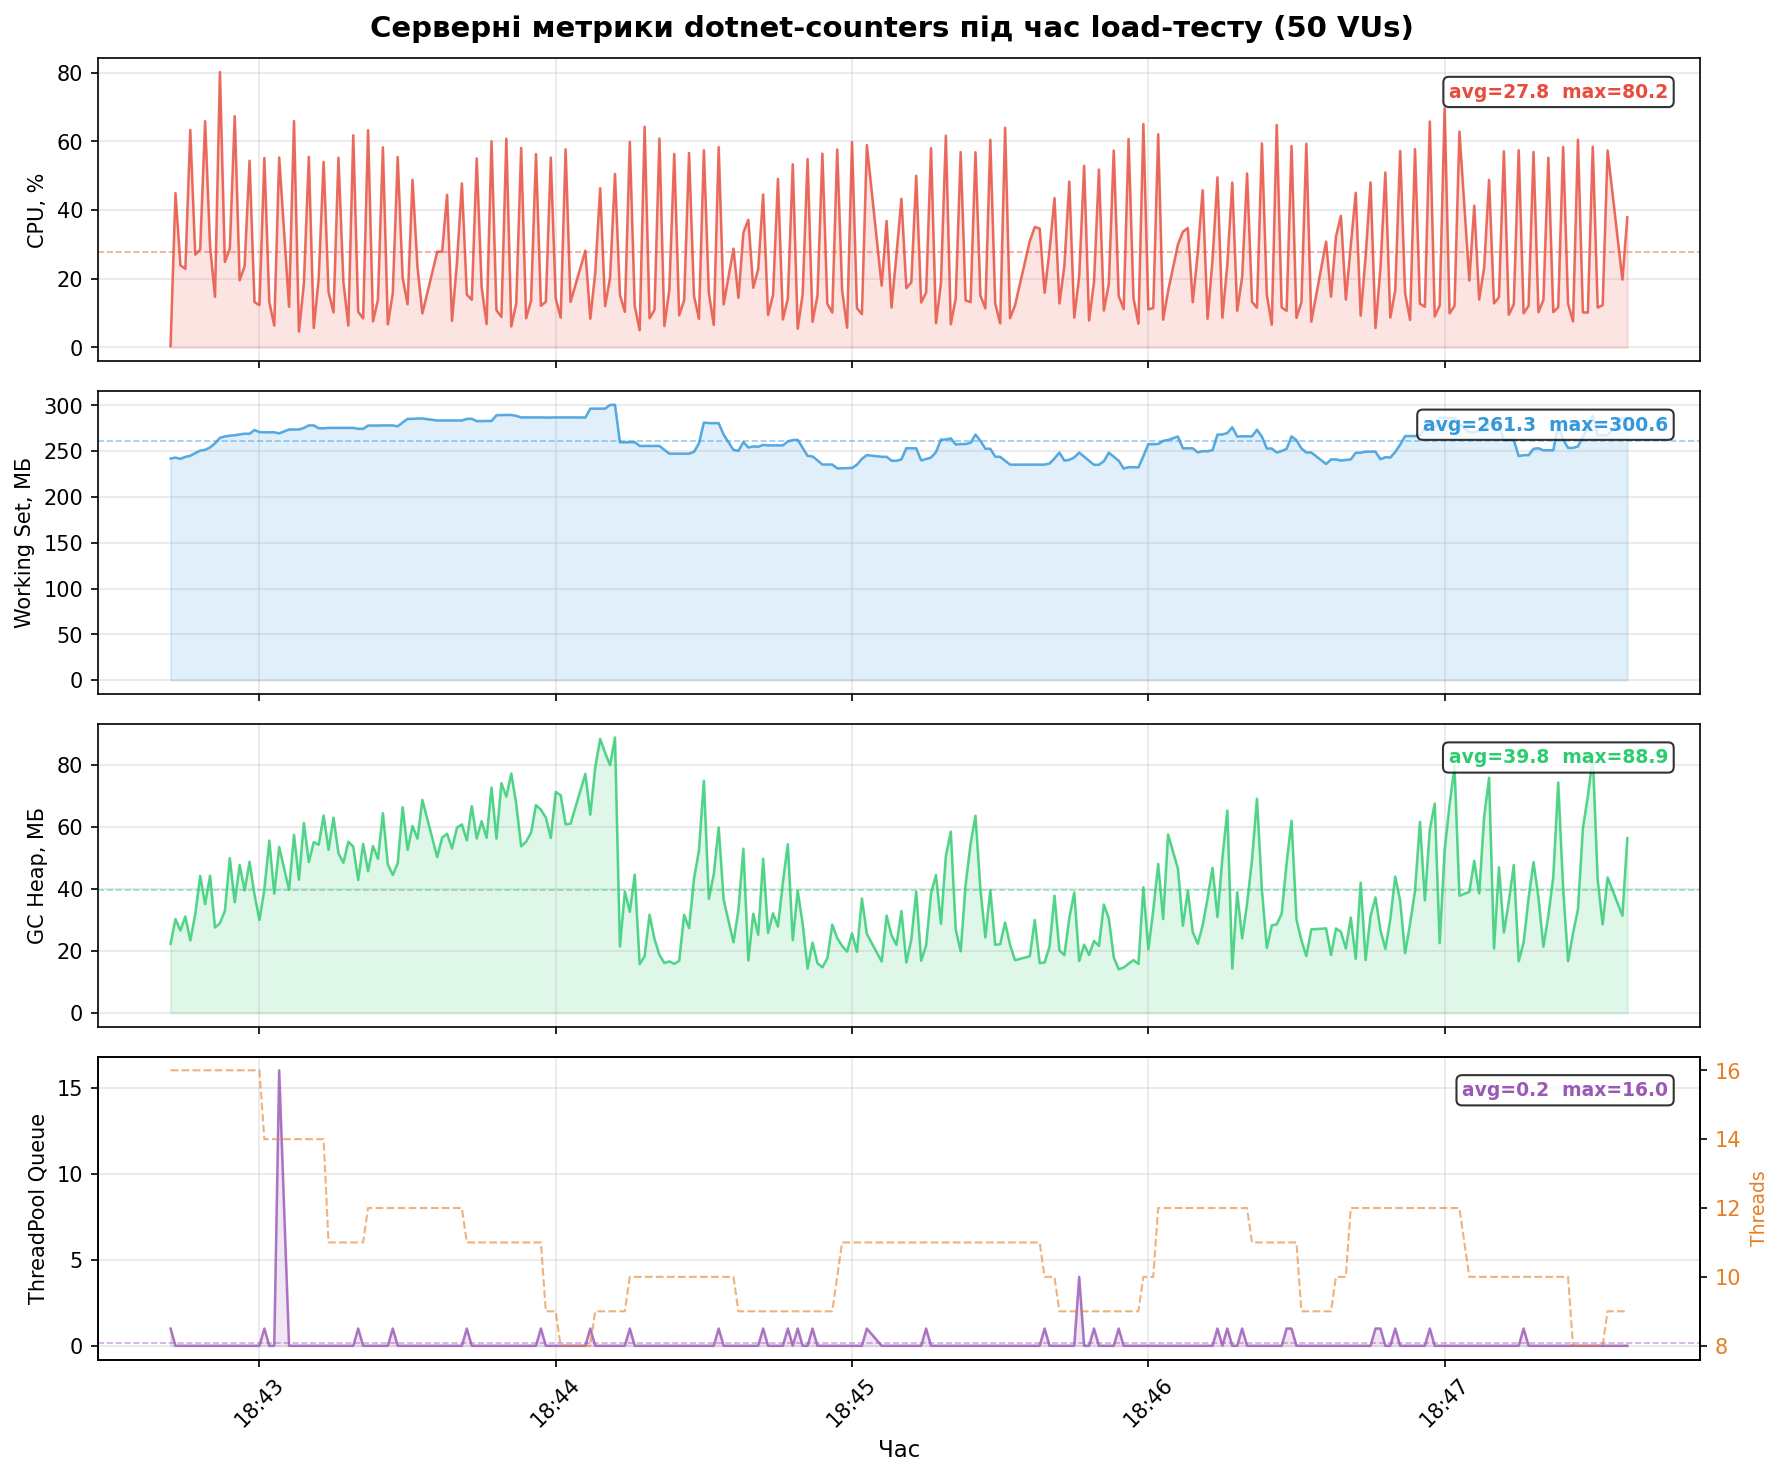 Серверні метрики dotnet-counters під час load-тесту (50 VUs)
avg=27.8 max=80.2
CPU, %
80
60
40
20
0
avg=261.3 max=300.6
Working Set, МБ
300
250
200
150
100
50
0
avg=39.8 max=88.9
GC Heap, МБ
80
60
40
20
0
avg=0.2 max=16.0
ThreadPool Queue
15
10
5
0
Threads
16
14
12
10
8
18:43
18:44
18:45
18:46
18:47
Час